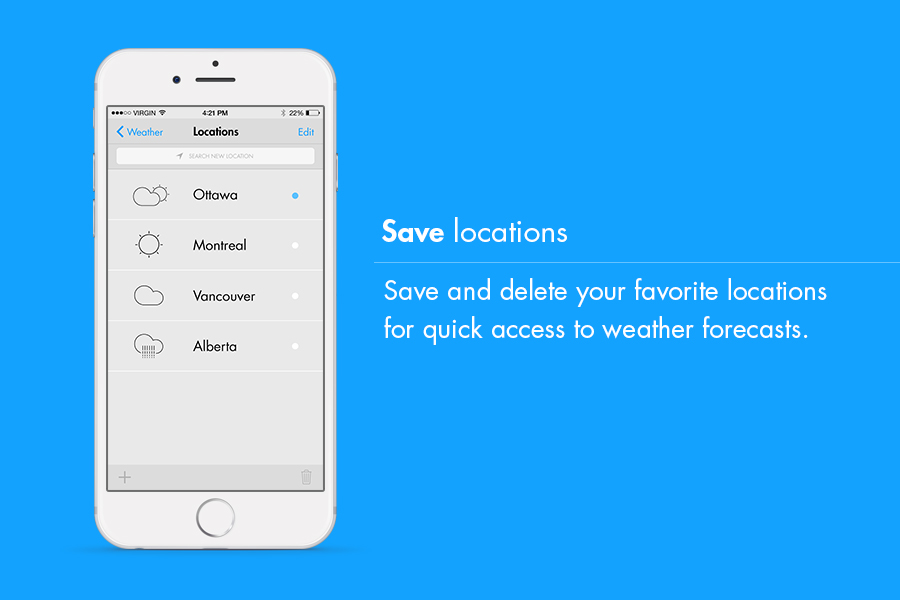 VIRGIN 4:21 PM 22%
Weather Locations Edit
SEARCH NEW LOCATION
Ottawa
Montreal
Vancouver
Alberta
Save locations
Save and delete your favorite locations
for quick access to weather forecasts.